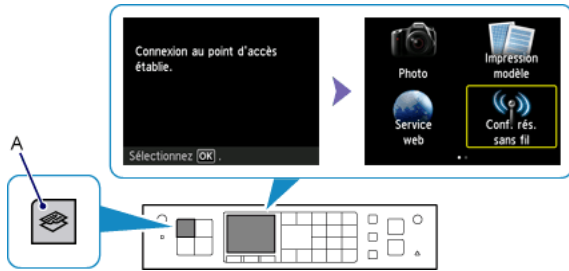 Connexion au point d'accès
établie.
Sélectionnez OK .
Photo
Impression
modèle
Service
web
Conf. rés.
sans fil
A